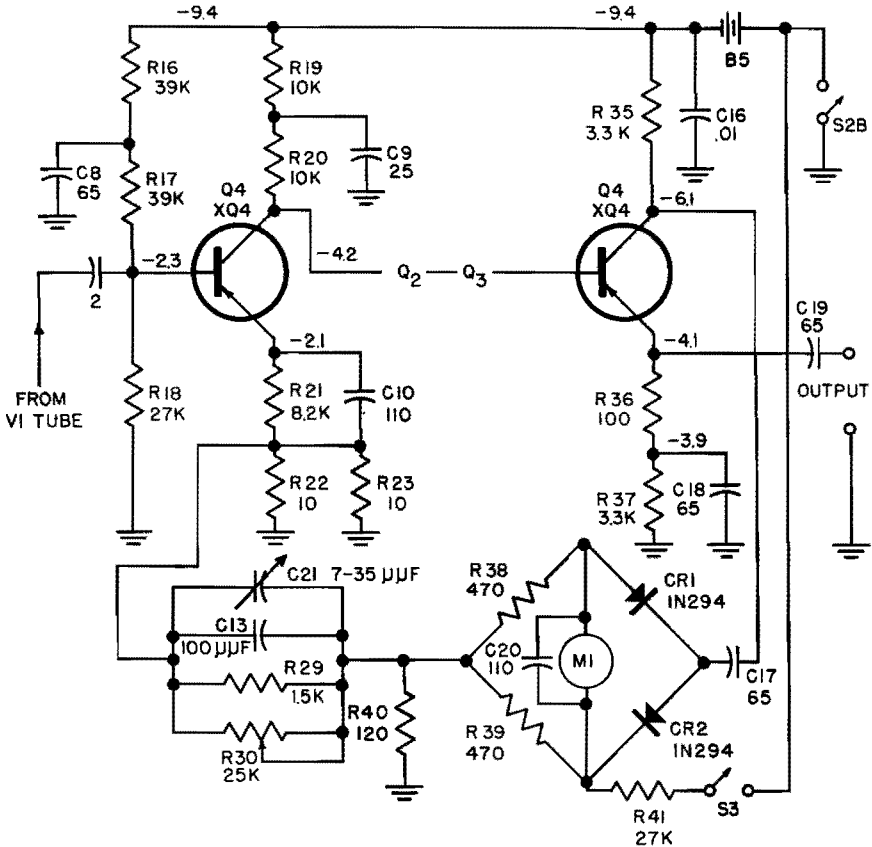 -9.4
-9.4
R16
39K
R19
10K
B5
R35
3.3 K
C16
.01
S2B
C8
65
R17
39K
R20
10K
C9
25
Q4
XQ4
Q4
XQ4
-6.1
-2.3
-4.2
Q2
Q3
2
C19
65
-2.1
-4.1
FROM
V1 TUBE
R18
27K
R21
8.2K
C10
110
R36
100
OUTPUT
-3.9
R22
10
R23
10
R37
3.3K
C18
65
C21
7-35 µµF
R38
470
CR1
1N294
C13
100µµF
C20
110
M1
R29
1.5K
C17
65
R40
120
R39
470
CR2
1N294
R30
25K
S3
R41
27K